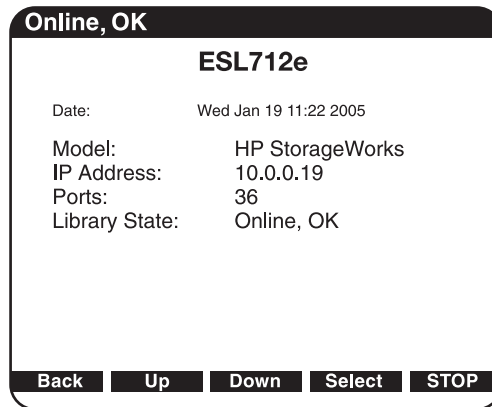 Online, OK
ESL712e
Date: Wed Jan 19 11:22 2005
Model: HP StorageWorks
IP Address: 10.0.0.19
Ports: 36
Library State: Online, OK
Back Up Down Select STOP